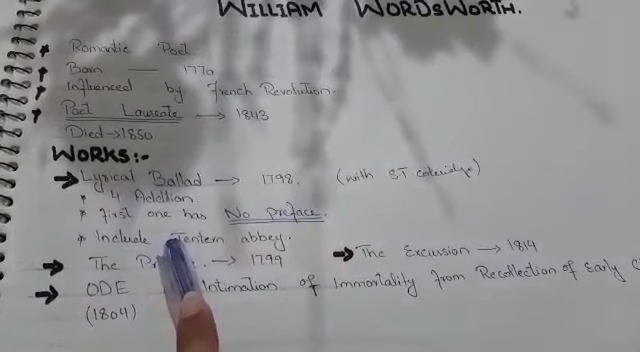 WILLIAM WORDSWORTH.
Romantic Poet
Born — 1770
Influenced by French Revolution.
Poet Laureate → 1843
Died → 1850
WORKS:-
Lyrical Ballad → 1798. (with S.T coleridge)
4 Addition
first one has No preface.
Include Tentern abbey.
The → 1799
The Excusion → 1814
ODE Intimation of Immortality from Recollection of Early
(1804)